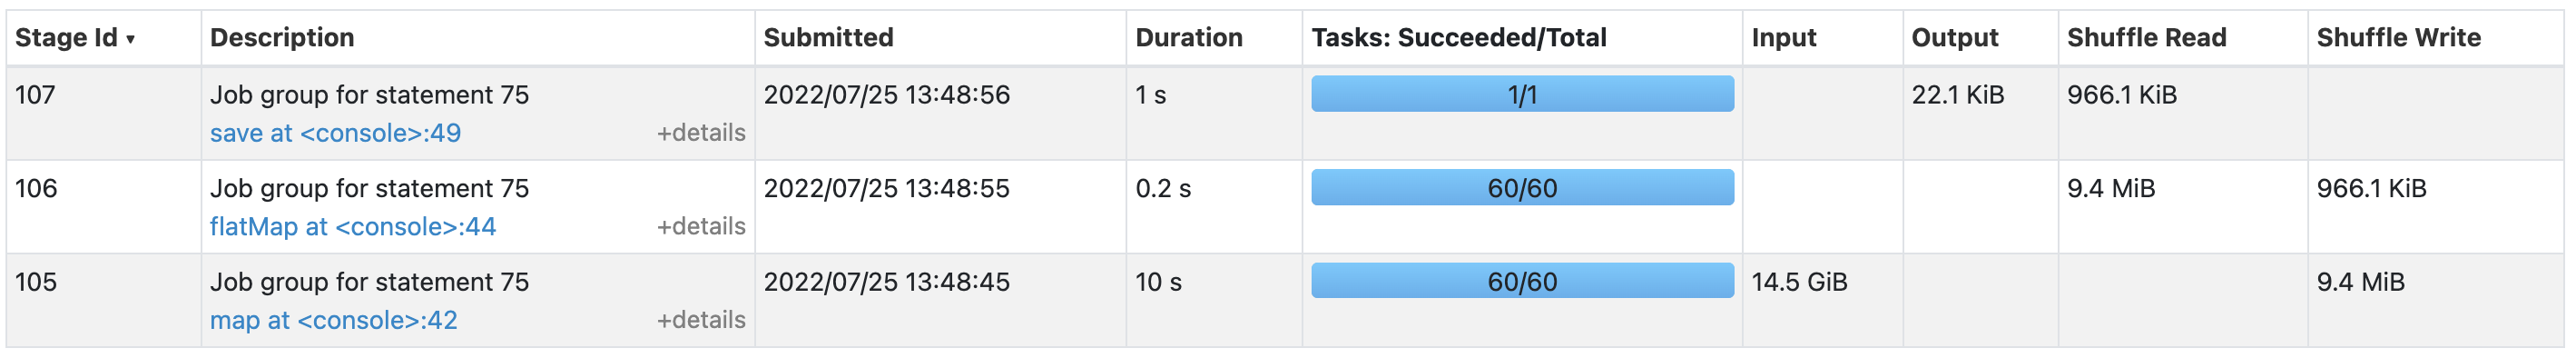 Stage Id ▾ Description Submitted Duration Tasks: Succeeded/Total Input Output Shuffle Read Shuffle Write
107 Job group for statement 75 2022/07/25 13:48:56 1 s 1/1 22.1 KiB 966.1 KiB
save at <console>:49 +details
106 Job group for statement 75 2022/07/25 13:48:55 0.2 s 60/60 9.4 MiB 966.1 KiB
flatMap at <console>:44 +details
105 Job group for statement 75 2022/07/25 13:48:45 10 s 60/60 14.5 GiB 9.4 MiB
map at <console>:42 +details